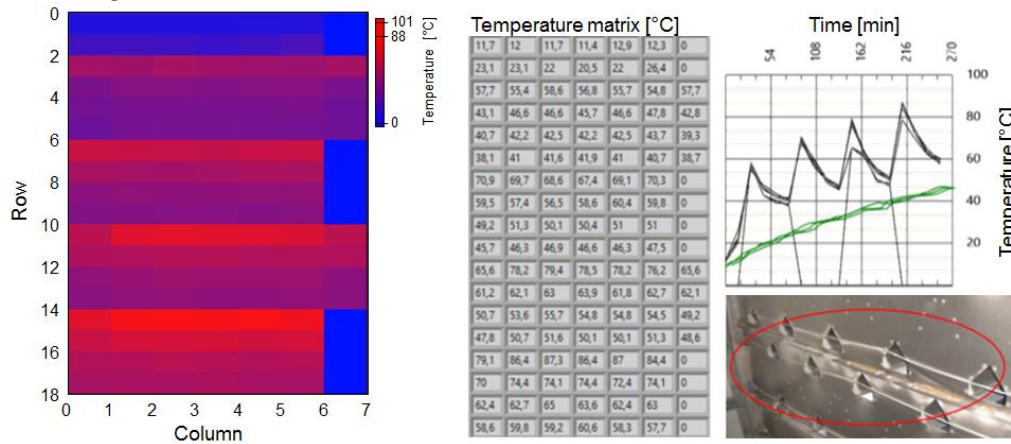 0
2
4
6
8
10
12
14
16
18
Row
0 1 2 3 4 5 6 7
Column
101
88
0
Temperature [°C]
Temperature matrix [°C]
11,7 12 11,7 11,4 12,9 12,3 0
23,1 23,1 22 20,5 22 26,4 0
57,7 55,4 58,6 56,8 55,7 54,8 57,7
43,1 46,6 46,6 45,7 46,6 47,8 42,8
40,7 42,2 42,5 42,2 42,5 43,7 39,3
38,1 41 41,6 41,9 41 40,7 38,7
70,9 69,7 68,6 67,4 69,1 70,3 0
59,5 57,4 56,5 58,6 60,4 59,8 0
49,2 51,3 50,1 50,4 51 51 0
45,7 46,3 46,9 46,6 46,3 47,5 0
65,6 78,2 79,4 78,5 78,2 76,2 65,6
61,2 62,1 63 63,9 61,8 62,7 62,1
50,7 53,6 55,7 54,8 54,8 54,5 49,2
47,8 50,7 51,6 50,1 50,1 51,3 48,6
79,1 86,4 87,3 86,4 87 84,4 0
70 74,4 74,1 74,4 72,4 74,1 0
62,4 62,7 65 63,6 62,4 63 0
58,6 59,8 59,2 60,6 58,3 57,7 0
Time [min]
54 108 162 216 270
100
80
60
40
20
Temperature [°C]